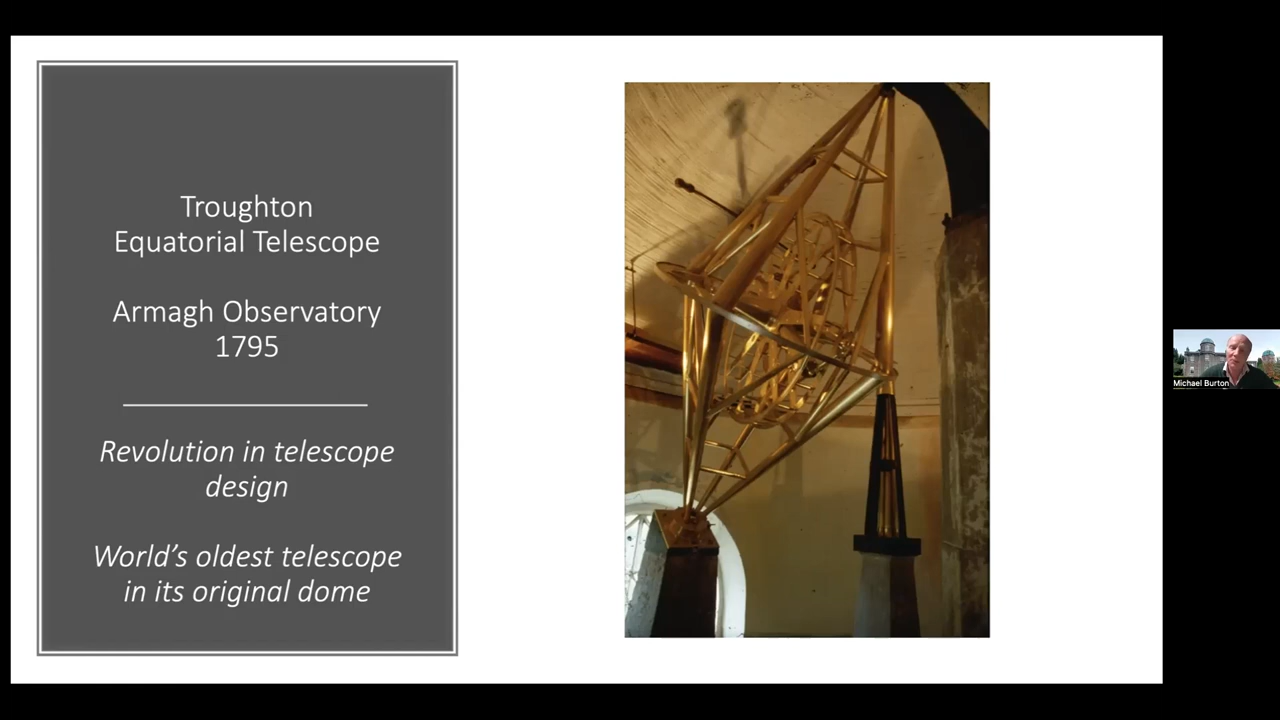 Troughton
Equatorial Telescope
Armagh Observatory
1795
Revolution in telescope
design
World's oldest telescope
in its original dome
Michael Burton